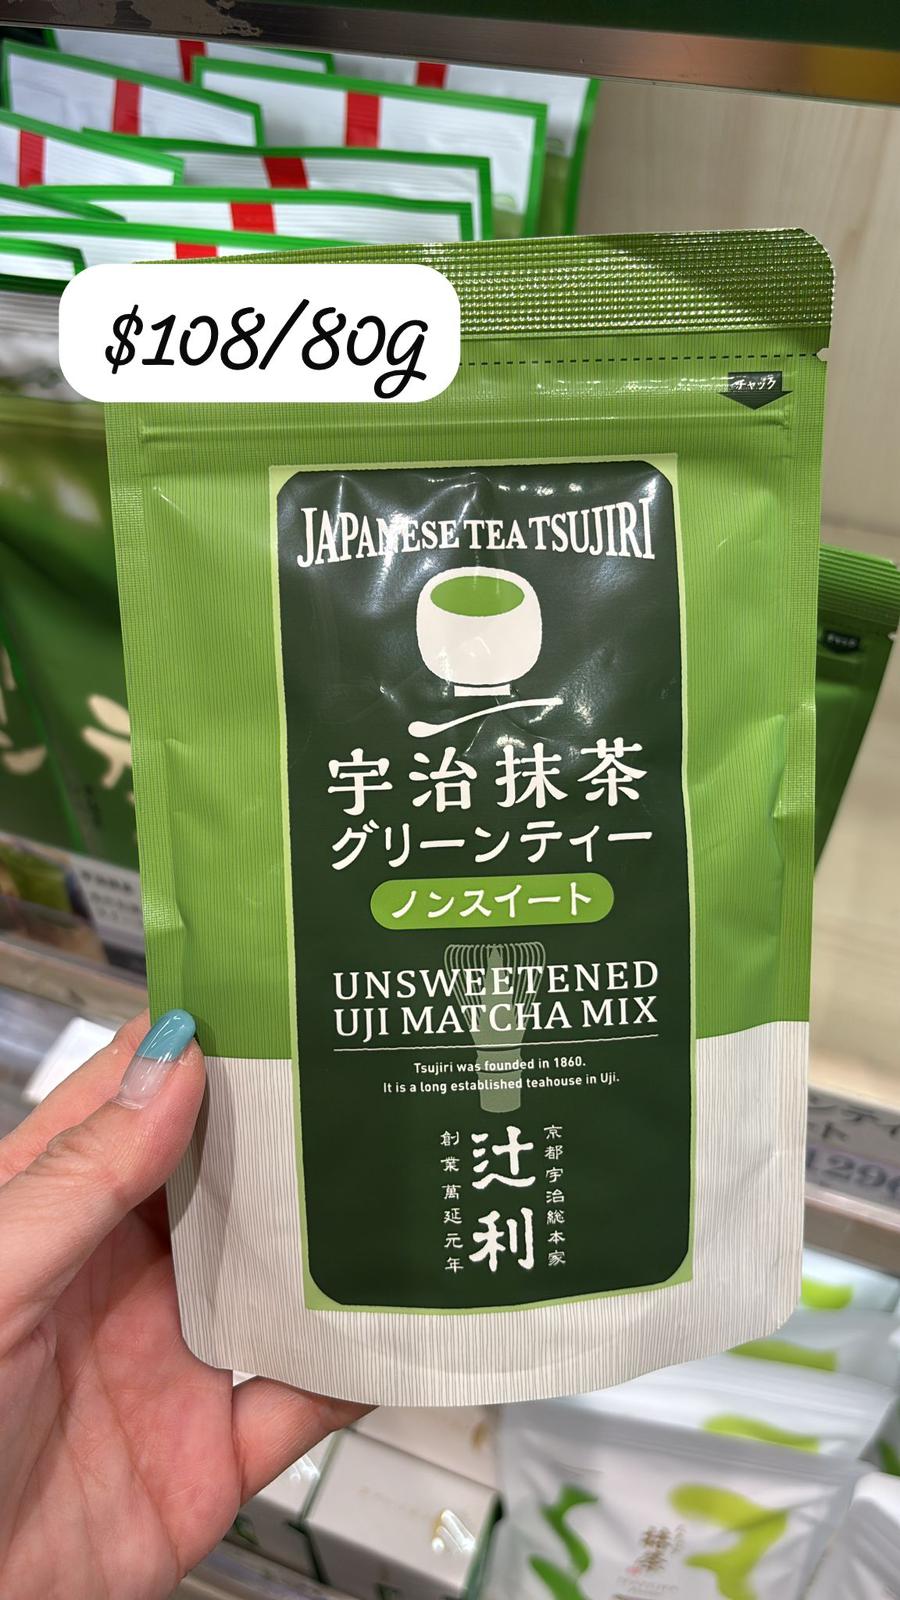 $108/80g
チャック
JAPANESE TEA TSUJIRI
宇治抹茶
グリーンティー
ノンスイート
UNSWEETENED
UJI MATCHA MIX
Tsujiri was founded in 1860.
It is a long established teahouse in Uji.
京都宇治総本家
辻利
創業萬延元年
抹茶